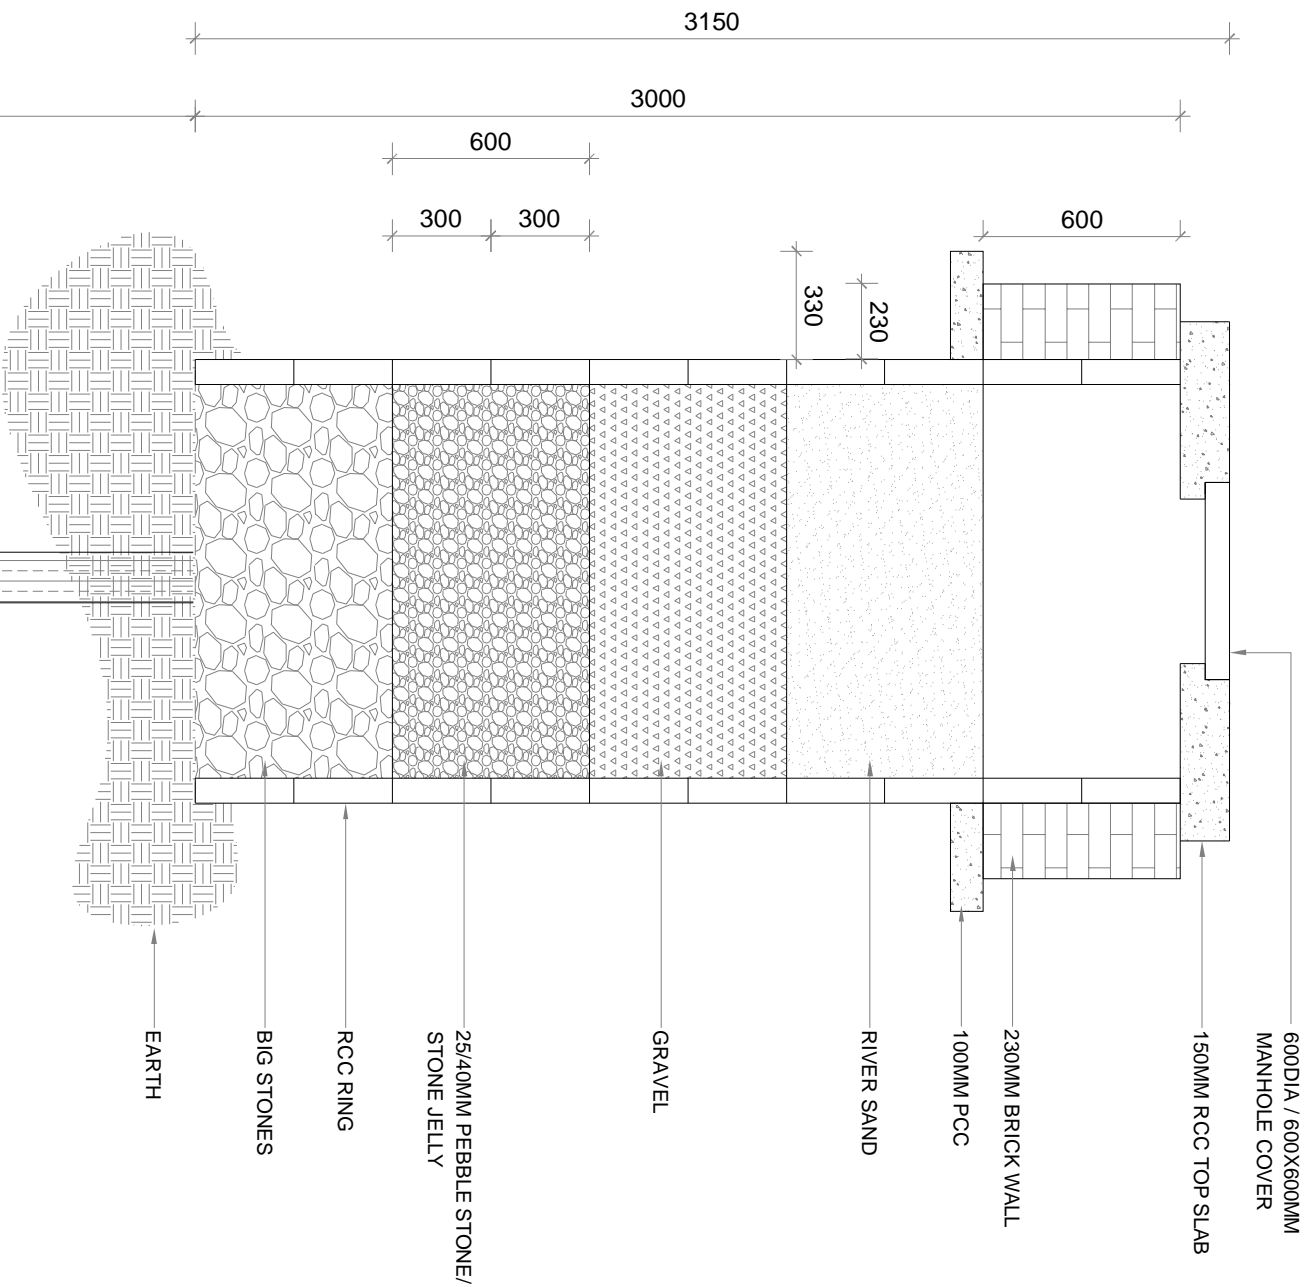 3150
3000
600
300
300
600
330
230
600DIA / 600X600MM
MANHOLE COVER
150MM RCC TOP SLAB
230MM BRICK WALL
100MM PCC
RIVER SAND
GRAVEL
25/40MM PEBBLE STONE/
STONE JELLY
RCC RING
BIG STONES
EARTH